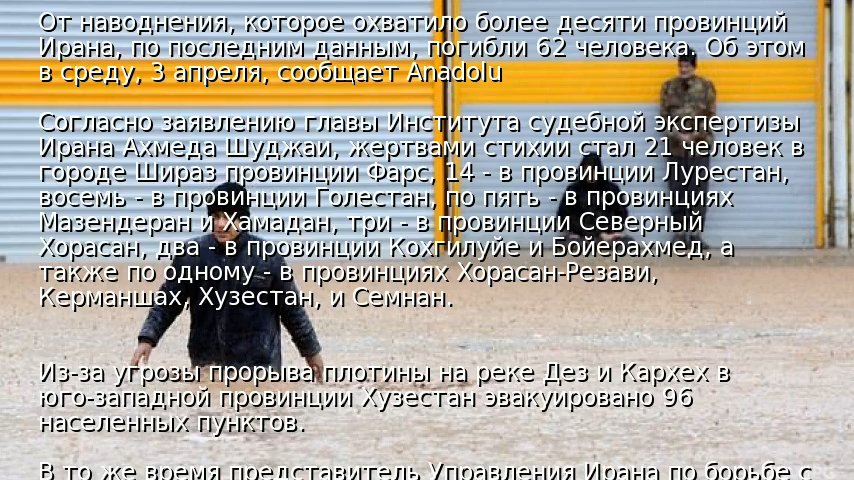 От наводнения, которое охватило более десяти провинций
Ирана, по последним данным, погибли 62 человека. Об этом
в среду, 3 апреля, сообщает Anadolu
Согласно заявлению главы Института судебной экспертизы
Ирана Ахмеда Шуджаи, жертвами стихии стал 21 человек в
городе Шираз провинции Фарс, 14 - в провинции Лурестан,
восемь - в провинции Голестан, по пять - в провинциях
Мазендеран и Хамадан, три - в провинции Северный
Хорасан, два - в провинции Кохгилуйе и Бойерахмед, а
также по одному - в провинциях Хорасан-Резави,
Керманшах, Хузестан, и Семнан.
Из-за угрозы прорыва плотины на реке Дез и Кархех в
юго-западной провинции Хузестан эвакуировано 96
населенных пунктов.
В то же время представитель Управления Ирана по борьбе с